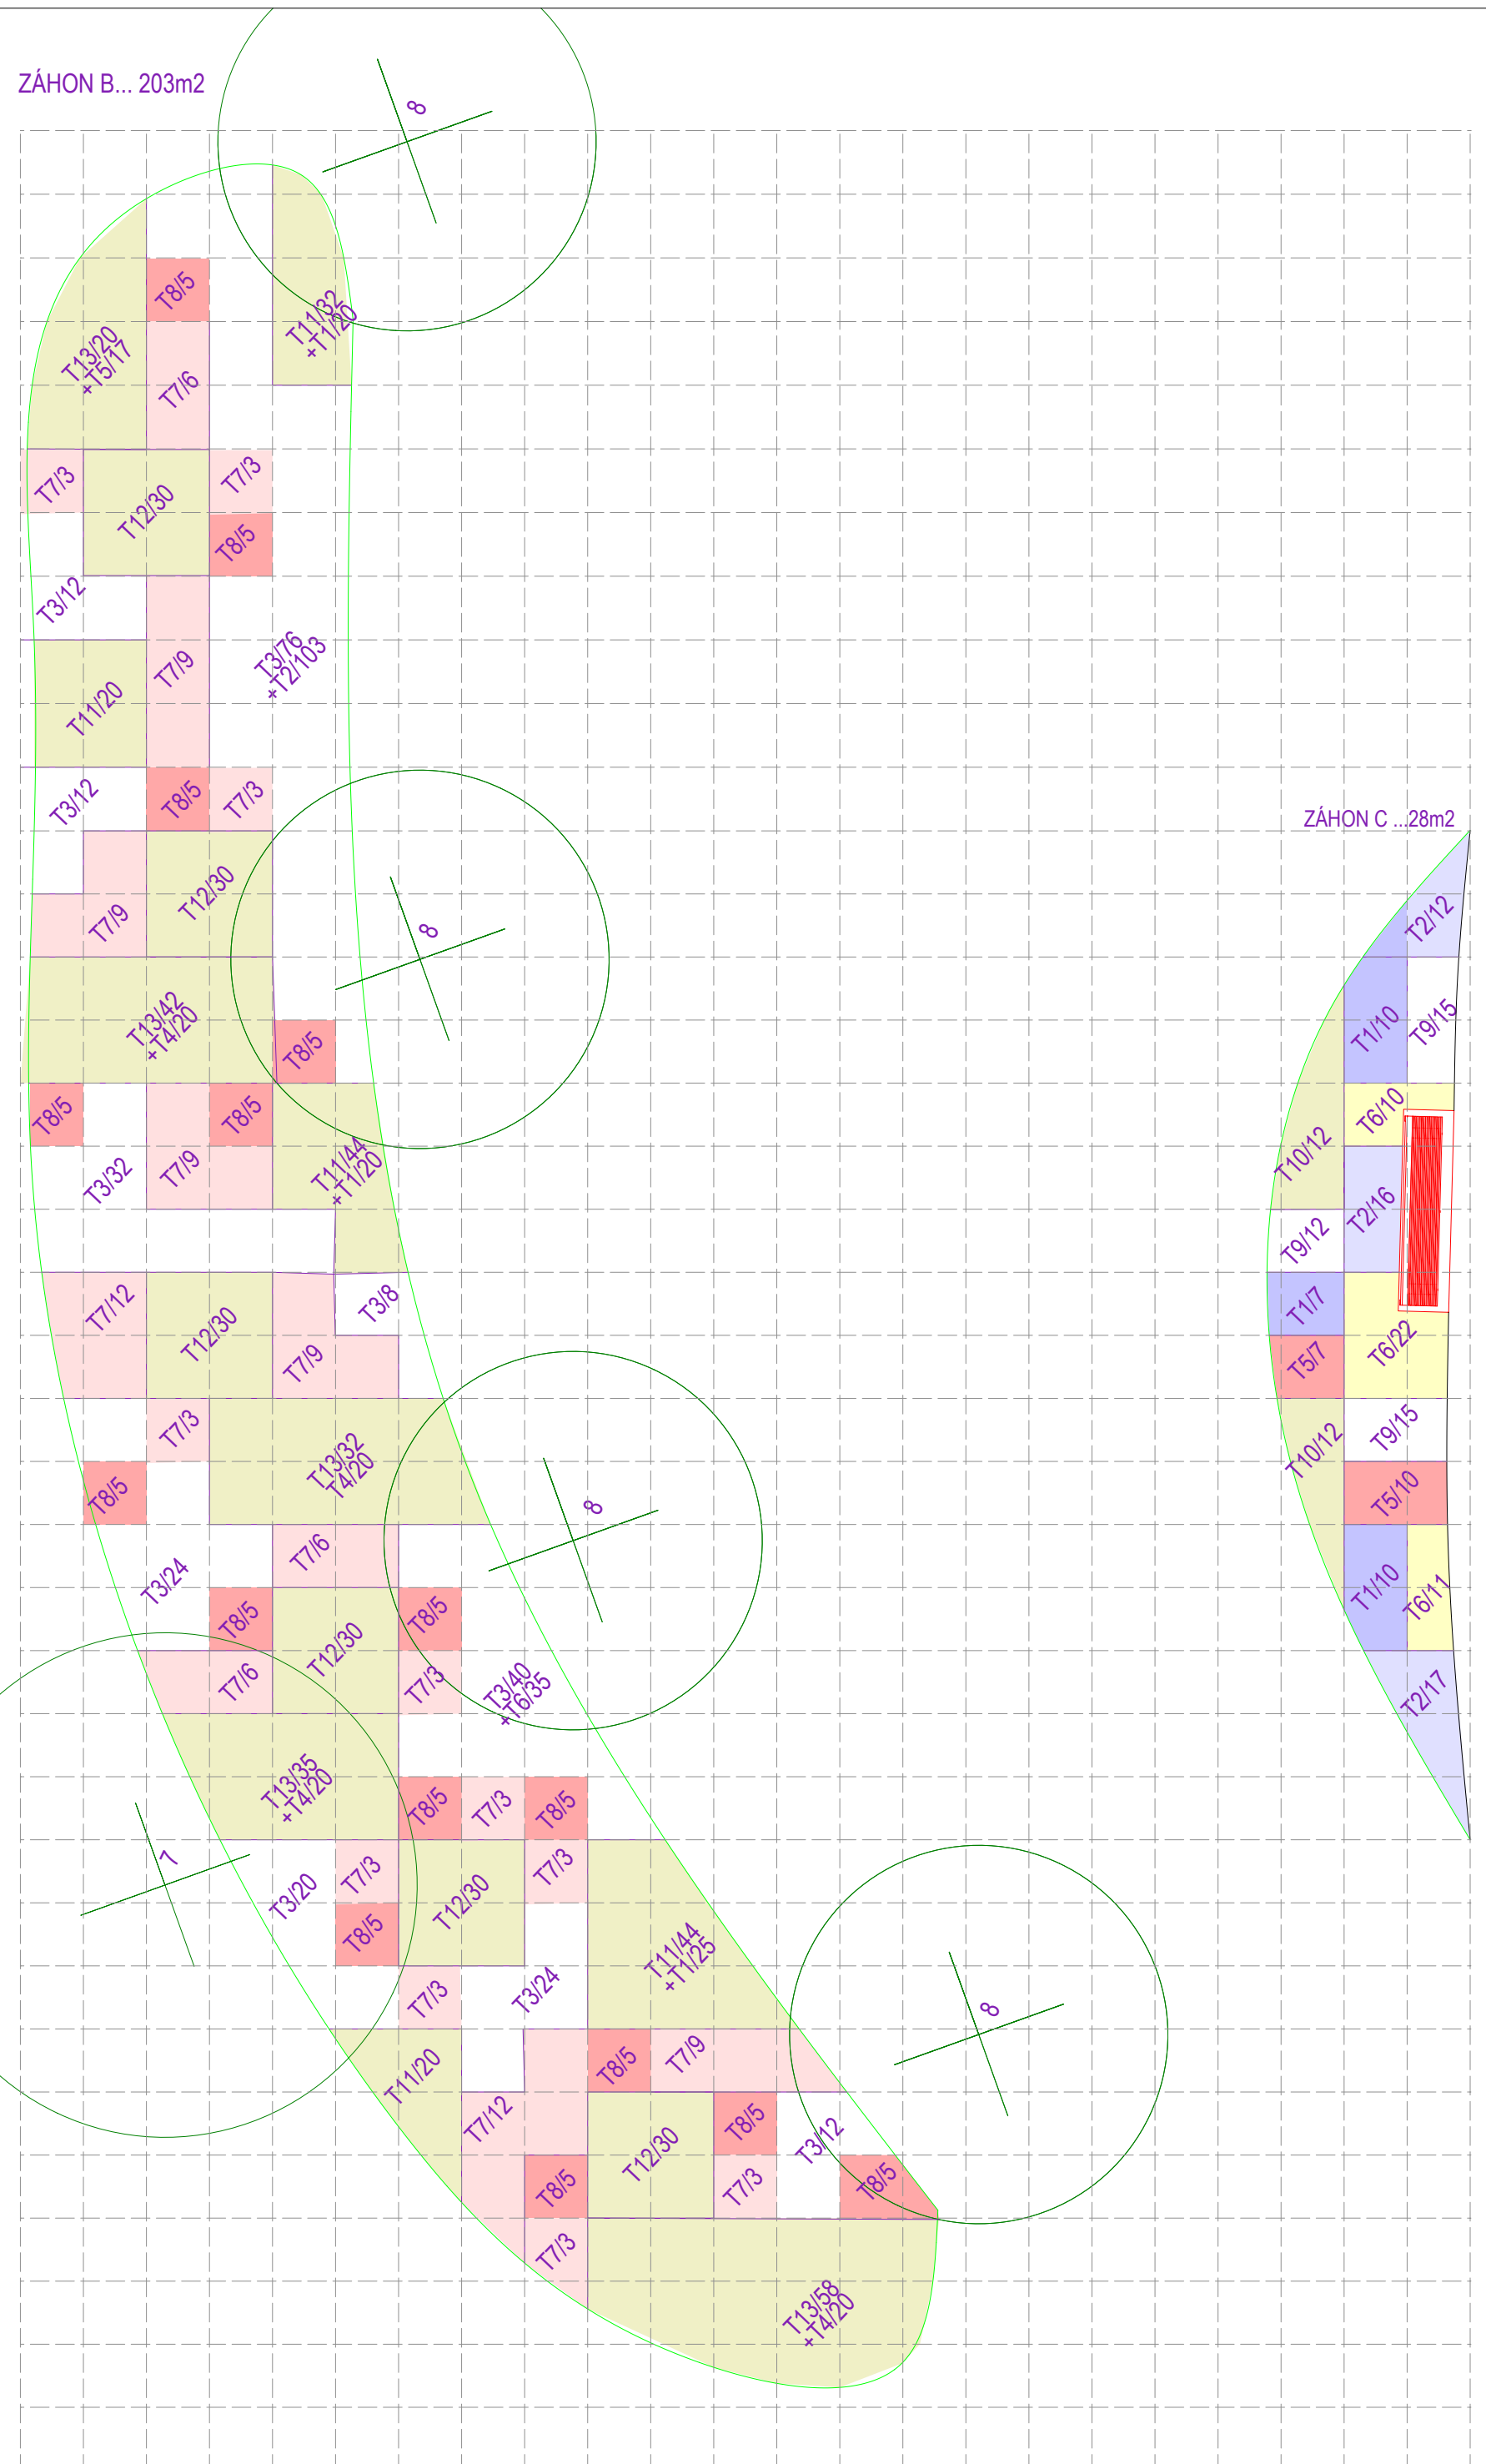 ZÁHON B... 203m2
8
T8/5
T11/32
+T1/20
T13/20
+T5/17
T7/6
T7/3
T7/3
T12/30
T8/5
T3/12
T3/76
+T2/103
T7/9
T11/20
T3/12
T8/5
T7/3
ZÁHON C ...28m2
T12/30
T7/9
8
T2/12
T13/42
+T4/20
T8/5
T1/10
T9/15
T8/5
T8/5
T6/10
T3/32
T7/9
T11/44
+T1/20
T10/12
T2/16
T9/12
T7/12
T12/30
T3/8
T1/7
T7/9
T5/7
T6/22
T7/3
T9/15
T13/32
T4/20
T10/12
T8/5
T5/10
8
T7/6
T3/24
T1/10
T6/11
T8/5
T12/30
T8/5
T7/6
T7/3
T3/40
+T6/35
T2/17
T13/35
+T4/20
T8/5
T7/3
T8/5
7
T7/3
T7/3
T3/20
T12/30
T8/5
T11/44
+T1/25
T7/3
T3/24
8
T11/20
T8/5
T7/9
T7/12
T8/5
T3/12
T12/30
T8/5
T7/3
T8/5
T7/3
T13/58
+T4/20